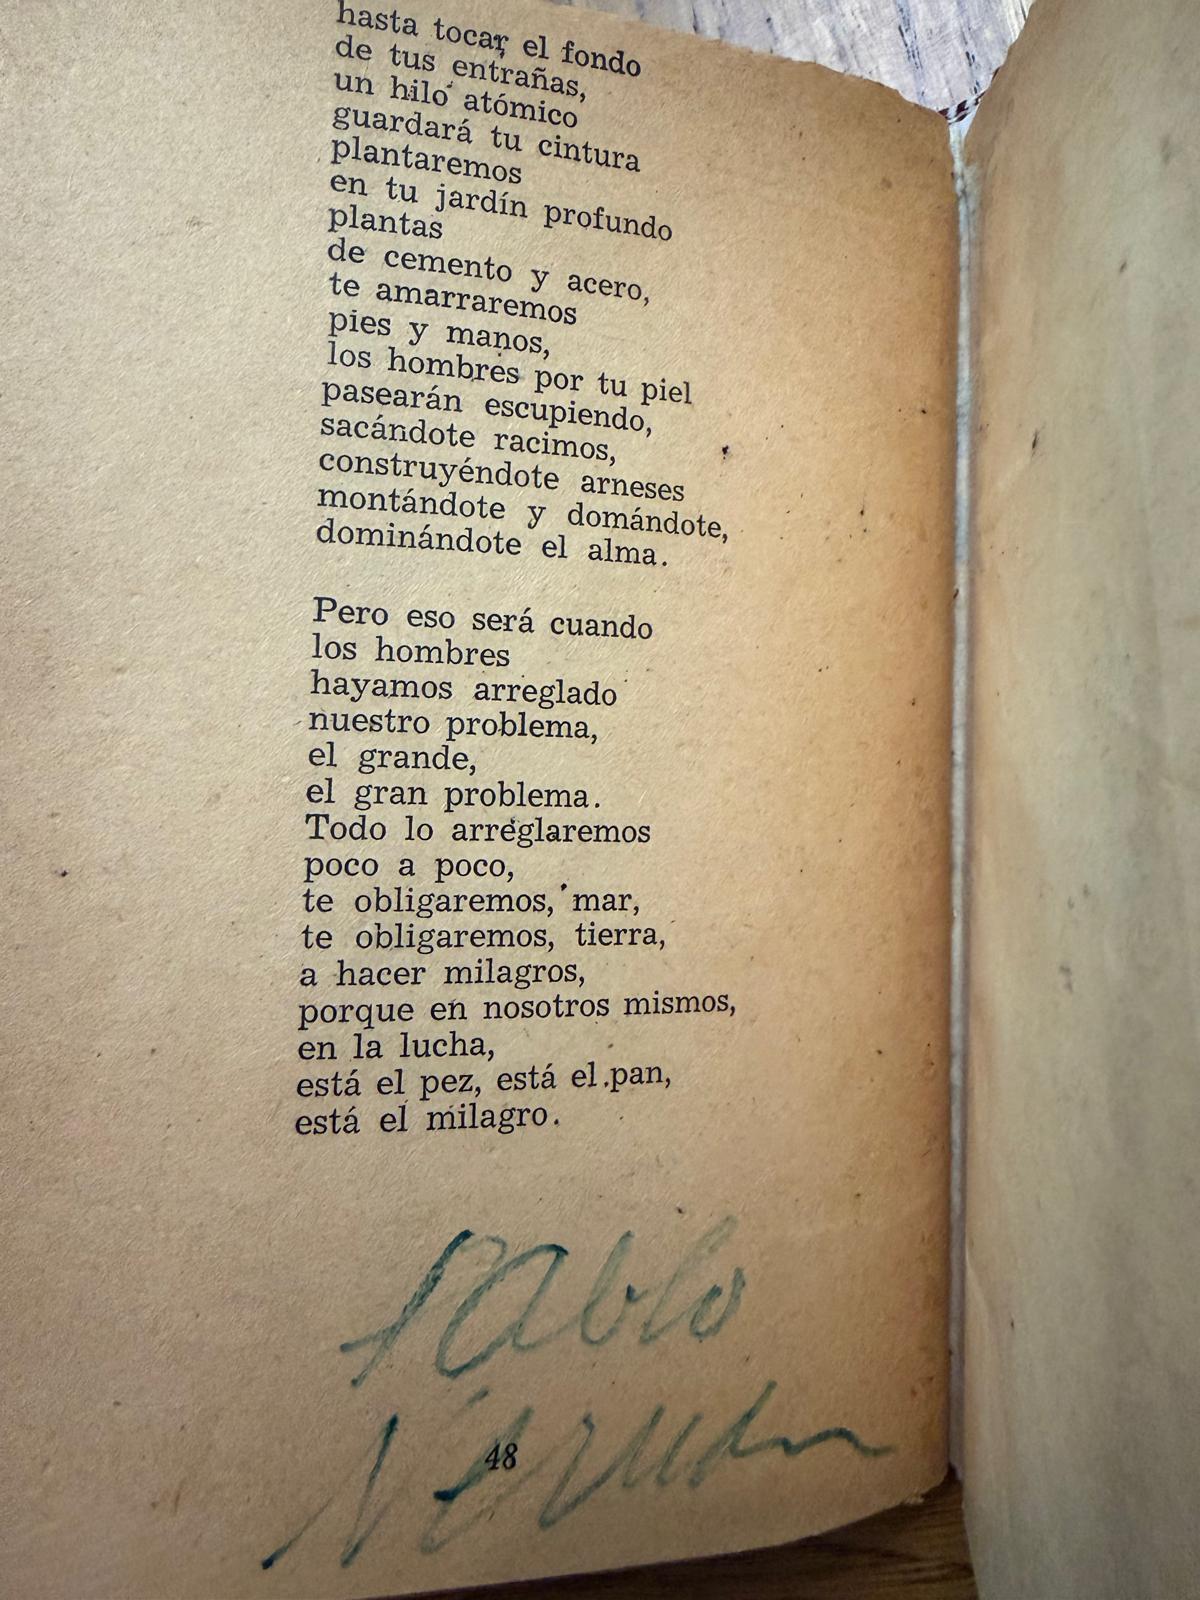 hasta tocar el fondo
de tus entrañas,
un hilo atómico
guardará tu cintura
plantaremos
en tu jardín profundo
plantas
de cemento y acero,
te amarraremos
pies y manos,
los hombres por tu piel
pasearán escupiendo,
sacándote racimos,
construyéndote arneses
montándote y domándote,
dominándote el alma.
Pero eso será cuando
los hombres
hayamos arreglado
nuestro problema,
el grande,
el gran problema.
Todo lo arreglaremos
poco a poco,
te obligaremos, mar,
te obligaremos, tierra,
a hacer milagros,
porque en nosotros mismos,
en la lucha,
está el pez, está el pan,
está el milagro.
Pablo
Neruda
48